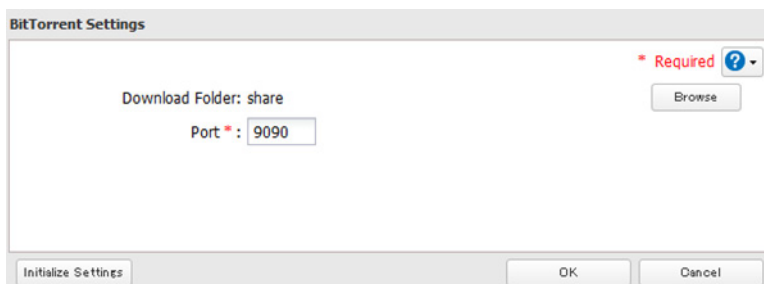 BitTorrent Settings
* Required ?
Download Folder: share
Browse
Port * : 9090
Initialize Settings
OK
Cancel